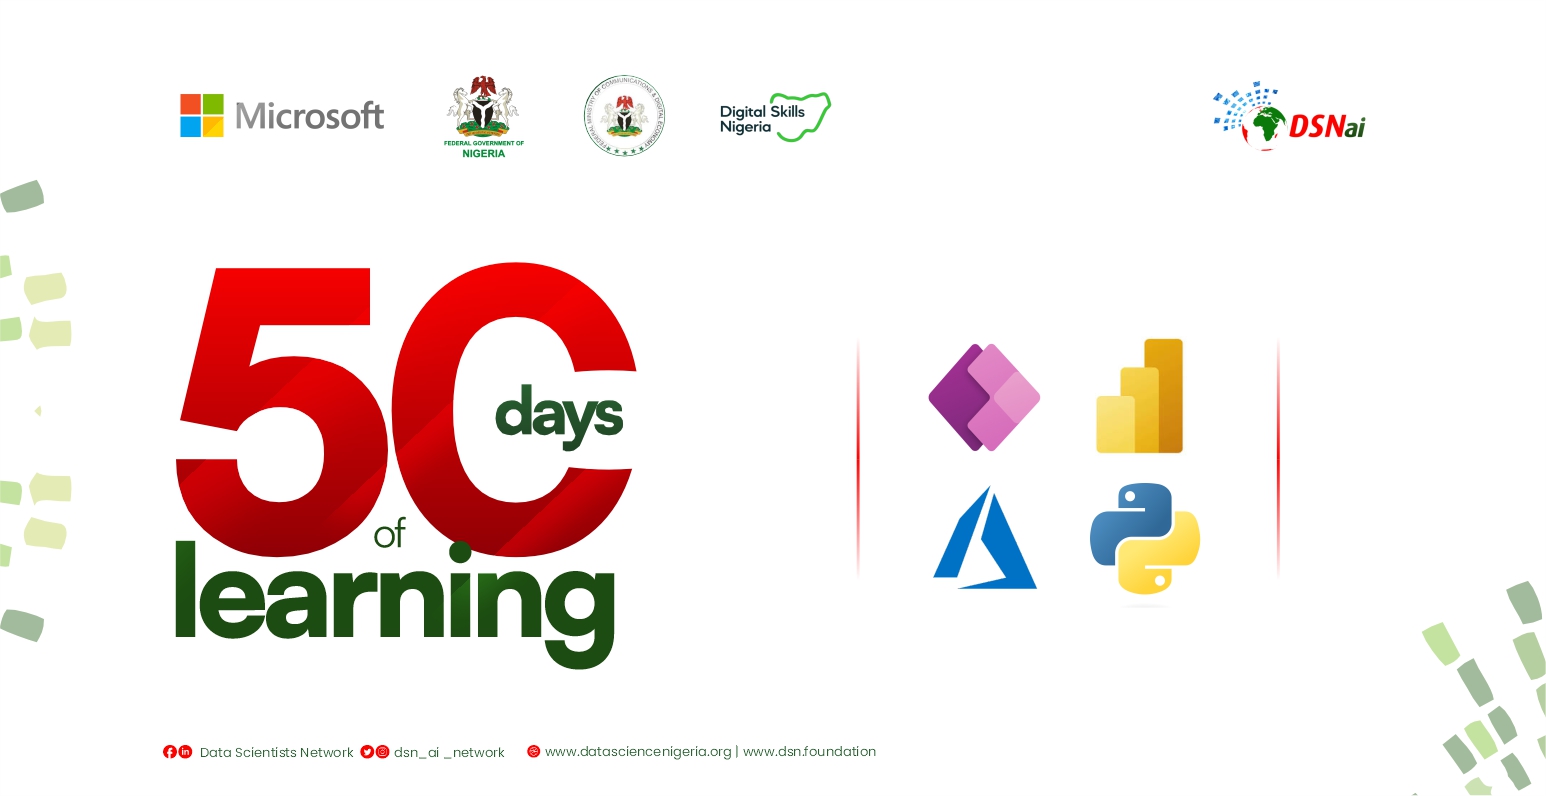 Microsoft
FEDERAL GOVERNMENT OF
NIGERIA
FEDERAL MINISTRY OF COMMUNICATIONS & DIGITAL ECONOMY
Digital Skills
Nigeria
DSNai
50
days
of
learning
Data Scientists Network
dsn_ai _network
www.datasciencenigeria.org | www.dsn.foundation